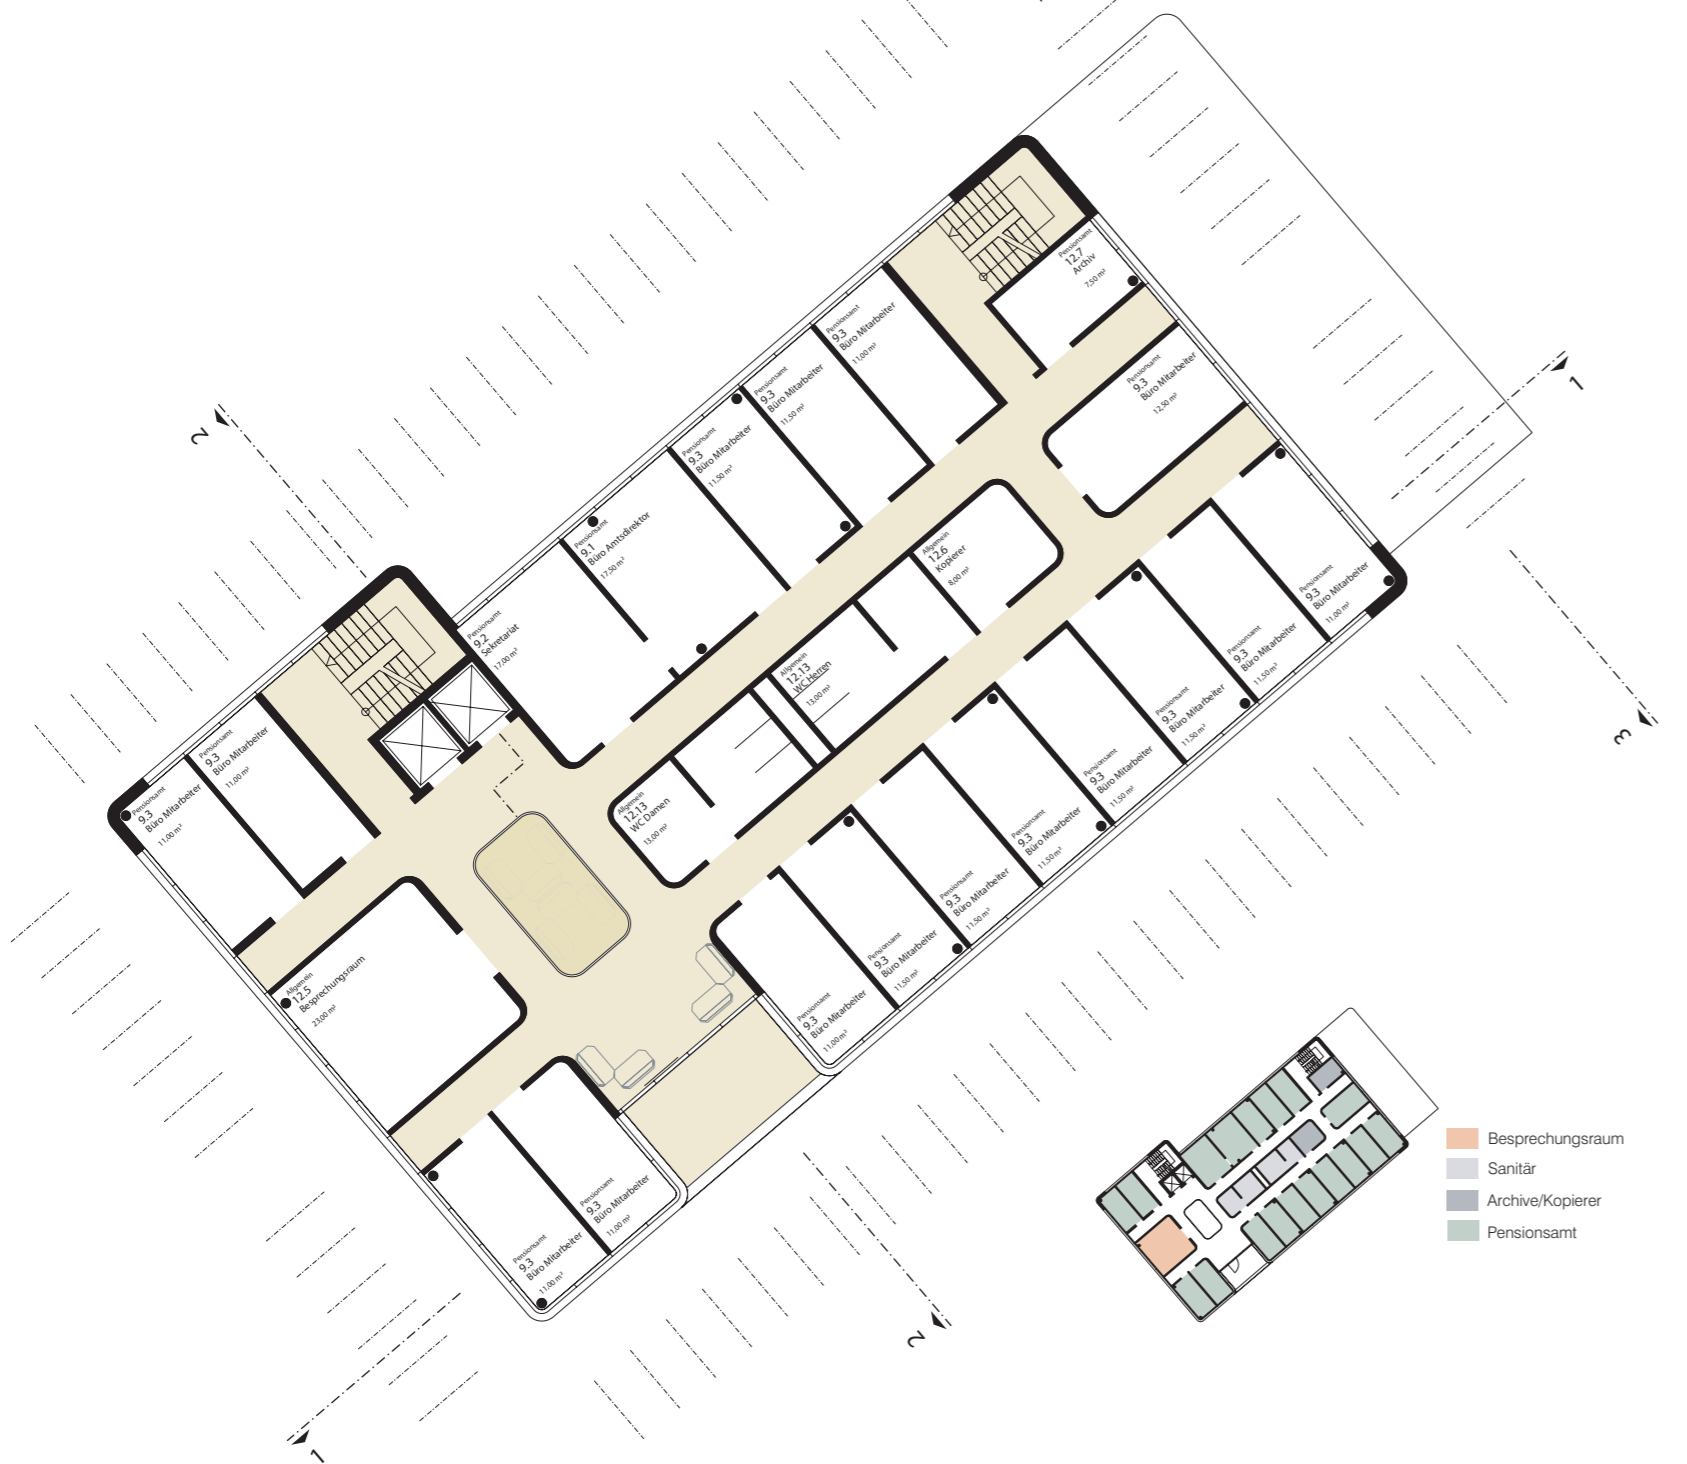 Pensionsamt
12.7
Archiv
7,50 m²
Pensionsamt
9.3
Büro Mitarbeiter
11,00 m²
Pensionsamt
9.3
Büro Mitarbeiter
12,50 m²
Pensionsamt
9.3
Büro Mitarbeiter
11,50 m²
Pensionsamt
9.3
Büro Mitarbeiter
11,50 m²
Pensionsamt
9.1
Büro Amtsdirektor
17,50 m²
Pensionsamt
9.2
Sekretariat
17,00 m²
Allgemein
12.6
Kopierer
8,00 m²
Allgemein
12.13
WC Herren
13,00 m²
Allgemein
12.13
WC Damen
13,00 m²
Pensionsamt
9.3
Büro Mitarbeiter
11,00 m²
Pensionsamt
9.3
Büro Mitarbeiter
11,00 m²
Allgemein
12.5
Besprechungsraum
23,00 m²
Pensionsamt
9.3
Büro Mitarbeiter
11,00 m²
Pensionsamt
9.3
Büro Mitarbeiter
11,50 m²
Pensionsamt
9.3
Büro Mitarbeiter
11,50 m²
Pensionsamt
9.3
Büro Mitarbeiter
11,50 m²
Pensionsamt
9.3
Büro Mitarbeiter
11,50 m²
Pensionsamt
9.3
Büro Mitarbeiter
11,50 m²
Pensionsamt
9.3
Büro Mitarbeiter
11,50 m²
Pensionsamt
9.3
Büro Mitarbeiter
11,00 m²
Pensionsamt
9.3
Büro Mitarbeiter
11,00 m²
Pensionsamt
9.3
Büro Mitarbeiter
11,00 m²
2
1
3
2
1
Besprechungsraum
Sanitär
Archive/Kopierer
Pensionsamt